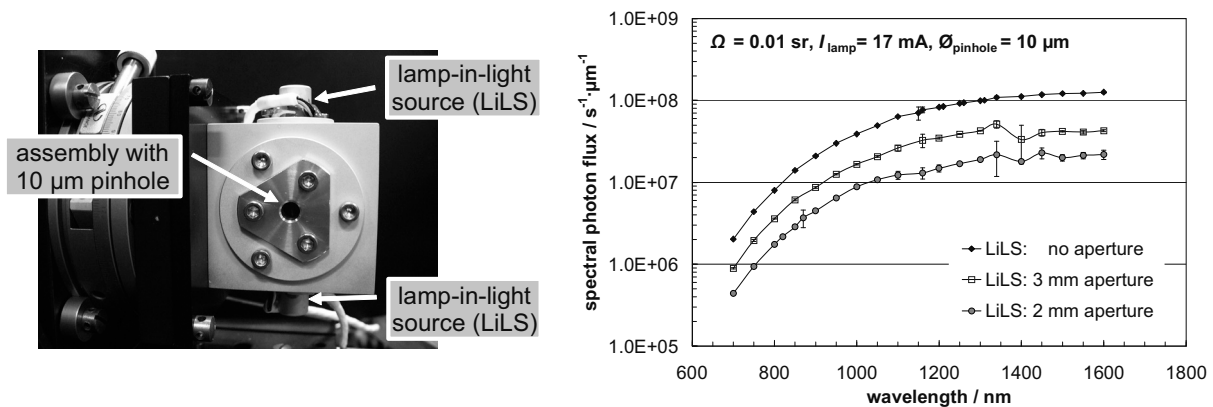 lamp-in-light
source (LiLS)
assembly with
10 µm pinhole
lamp-in-light
source (LiLS)
spectral photon flux / s⁻¹·µm⁻¹
1.0E+09
1.0E+08
1.0E+07
1.0E+06
1.0E+05
Ω = 0.01 sr, I lamp = 17 mA, Ø pinhole = 10 µm
LiLS: no aperture
LiLS: 3 mm aperture
LiLS: 2 mm aperture
600 800 1000 1200 1400 1600 1800
wavelength / nm